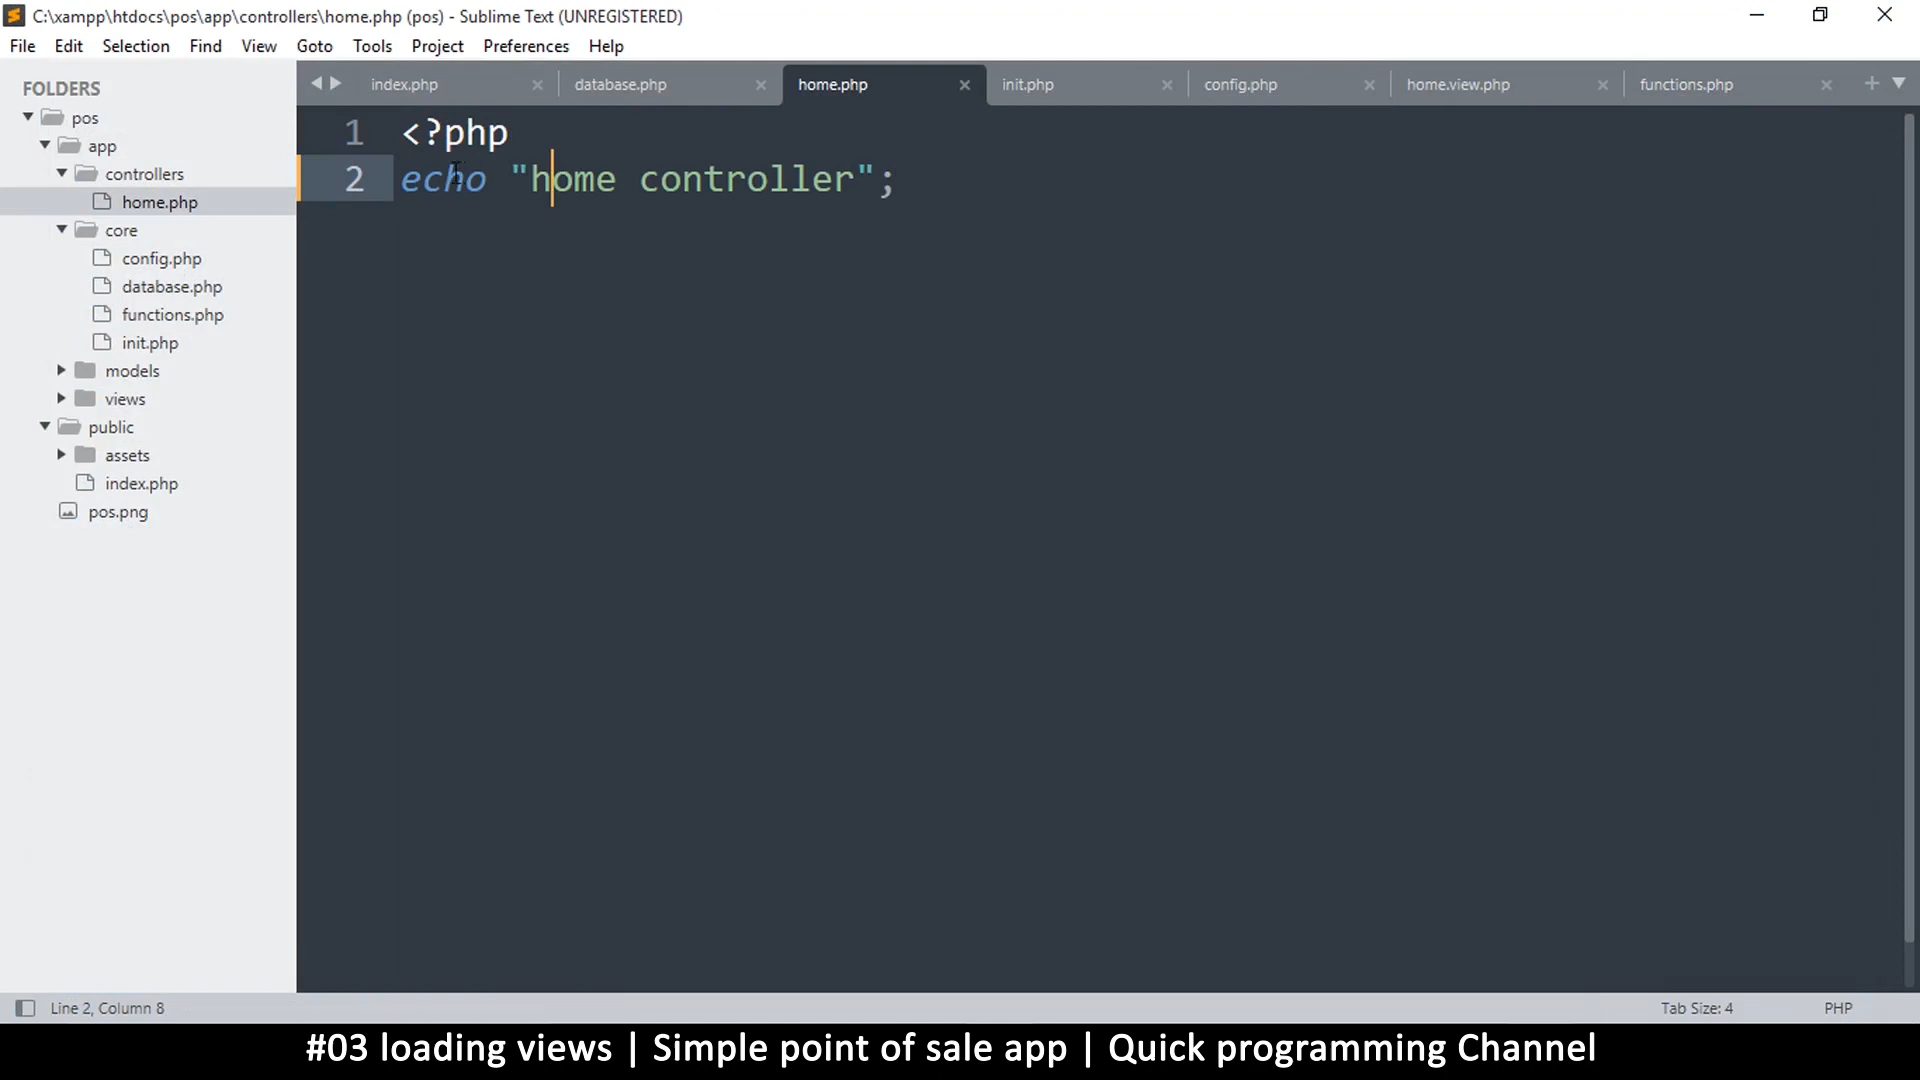 C:\xampp\htdocs\pos\app\controllers\home.php (pos) - Sublime Text (UNREGISTERED)
File Edit Selection Find View Goto Tools Project Preferences Help
FOLDERS
pos
app
controllers
home.php
core
config.php
database.php
functions.php
init.php
models
views
public
assets
index.php
pos.png
index.php database.php home.php init.php config.php home.view.php functions.php
1 <?php
2 echo "home controller";
Line 2, Column 8
Tab Size: 4
PHP
#03 loading views | Simple point of sale app | Quick programming Channel